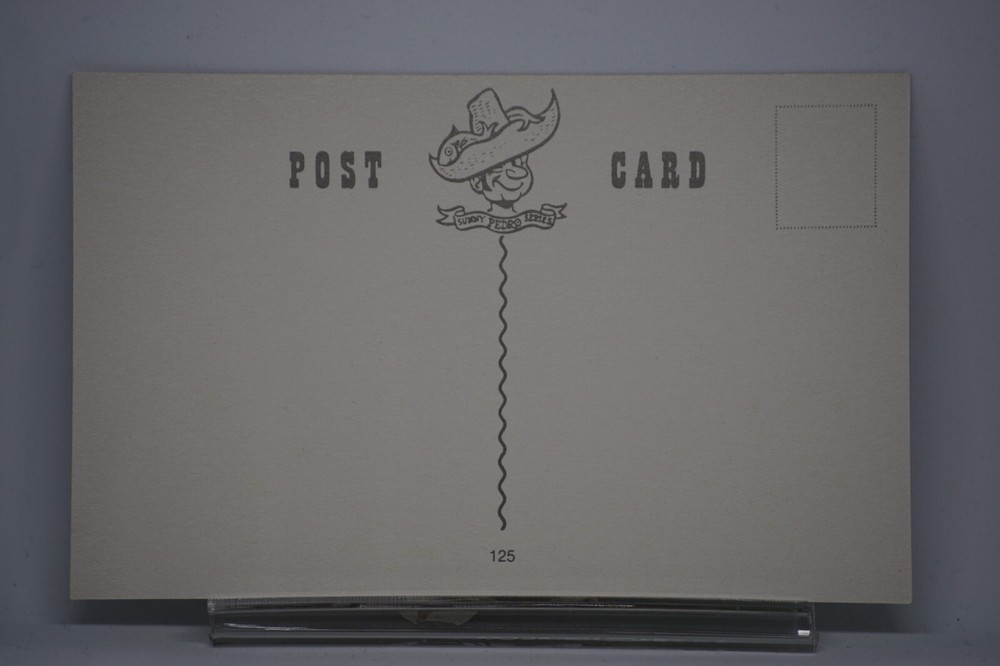 POST CARD
SUNNY PEDRO SERIES
125